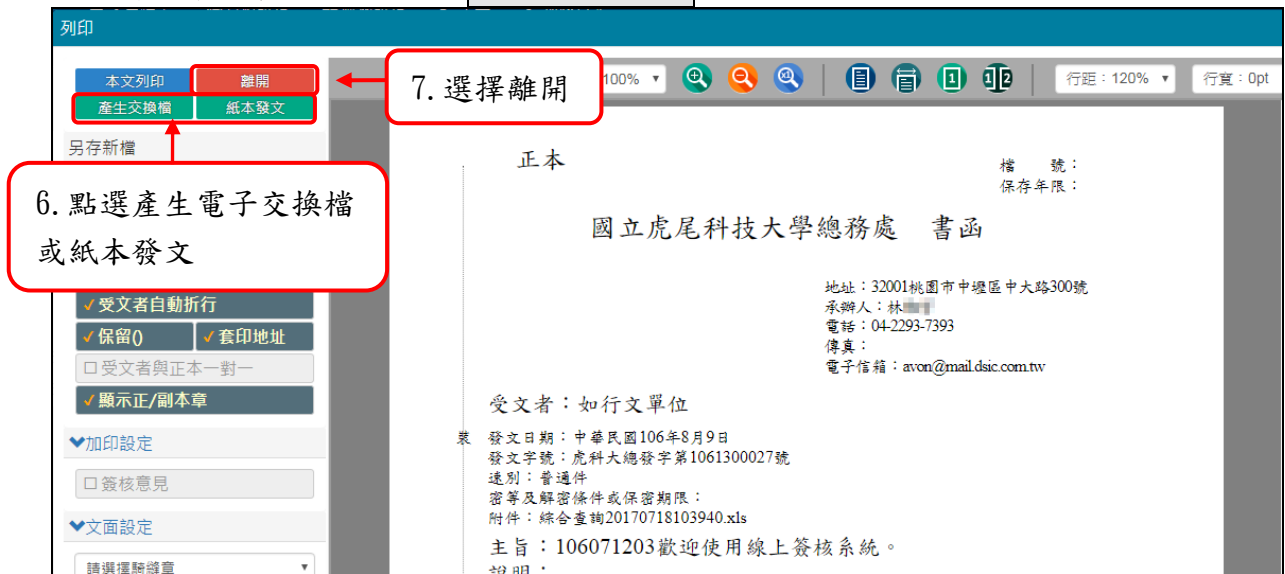 列印
本文列印 離開
產生交換檔 紙本發文
7.選擇離開
100%
行距：120%
行寬：0pt
另存新檔
6.點選產生電子交換檔
或紙本發文
✓受文者自動折行
✓保留() ✓套印地址
受文者與正本一對一
✓顯示正/副本章
加印設定
簽核意見
文面設定
請選擇騎縫章
正本
檔 號：
保存年限：
國立虎尾科技大學總務處 書函
地址：32001桃園市中壢區中大路300號
承辦人：林
電話：04-2293-7393
傳真：
電子信箱：avon@mail.dsic.com.tw
受文者：如行文單位
裝
發文日期：中華民國106年8月9日
發文字號：虎科大總發字第1061300027號
速別：普通件
密等及解密條件或保密期限：
附件：綜合查詢20170718103940.xls
主旨：106071203歡迎使用線上簽核系統。
說明：